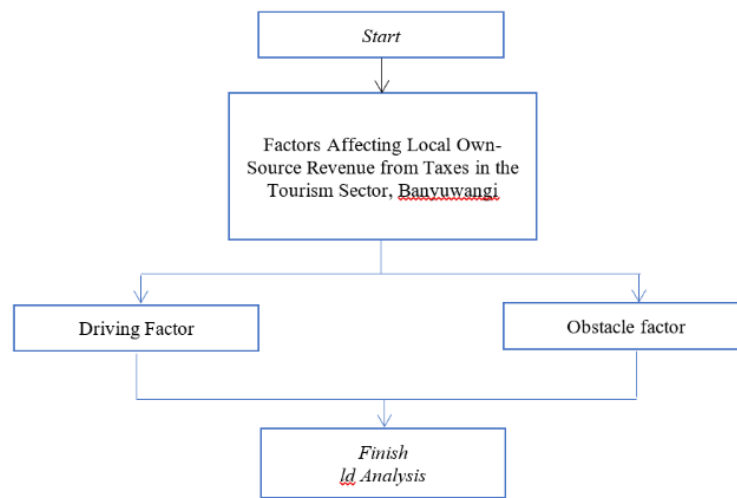 Start
Factors Affecting Local Own-
Source Revenue from Taxes in the
Tourism Sector, Banyuwangi
Driving Factor
Obstacle factor
Finish
ld Analysis